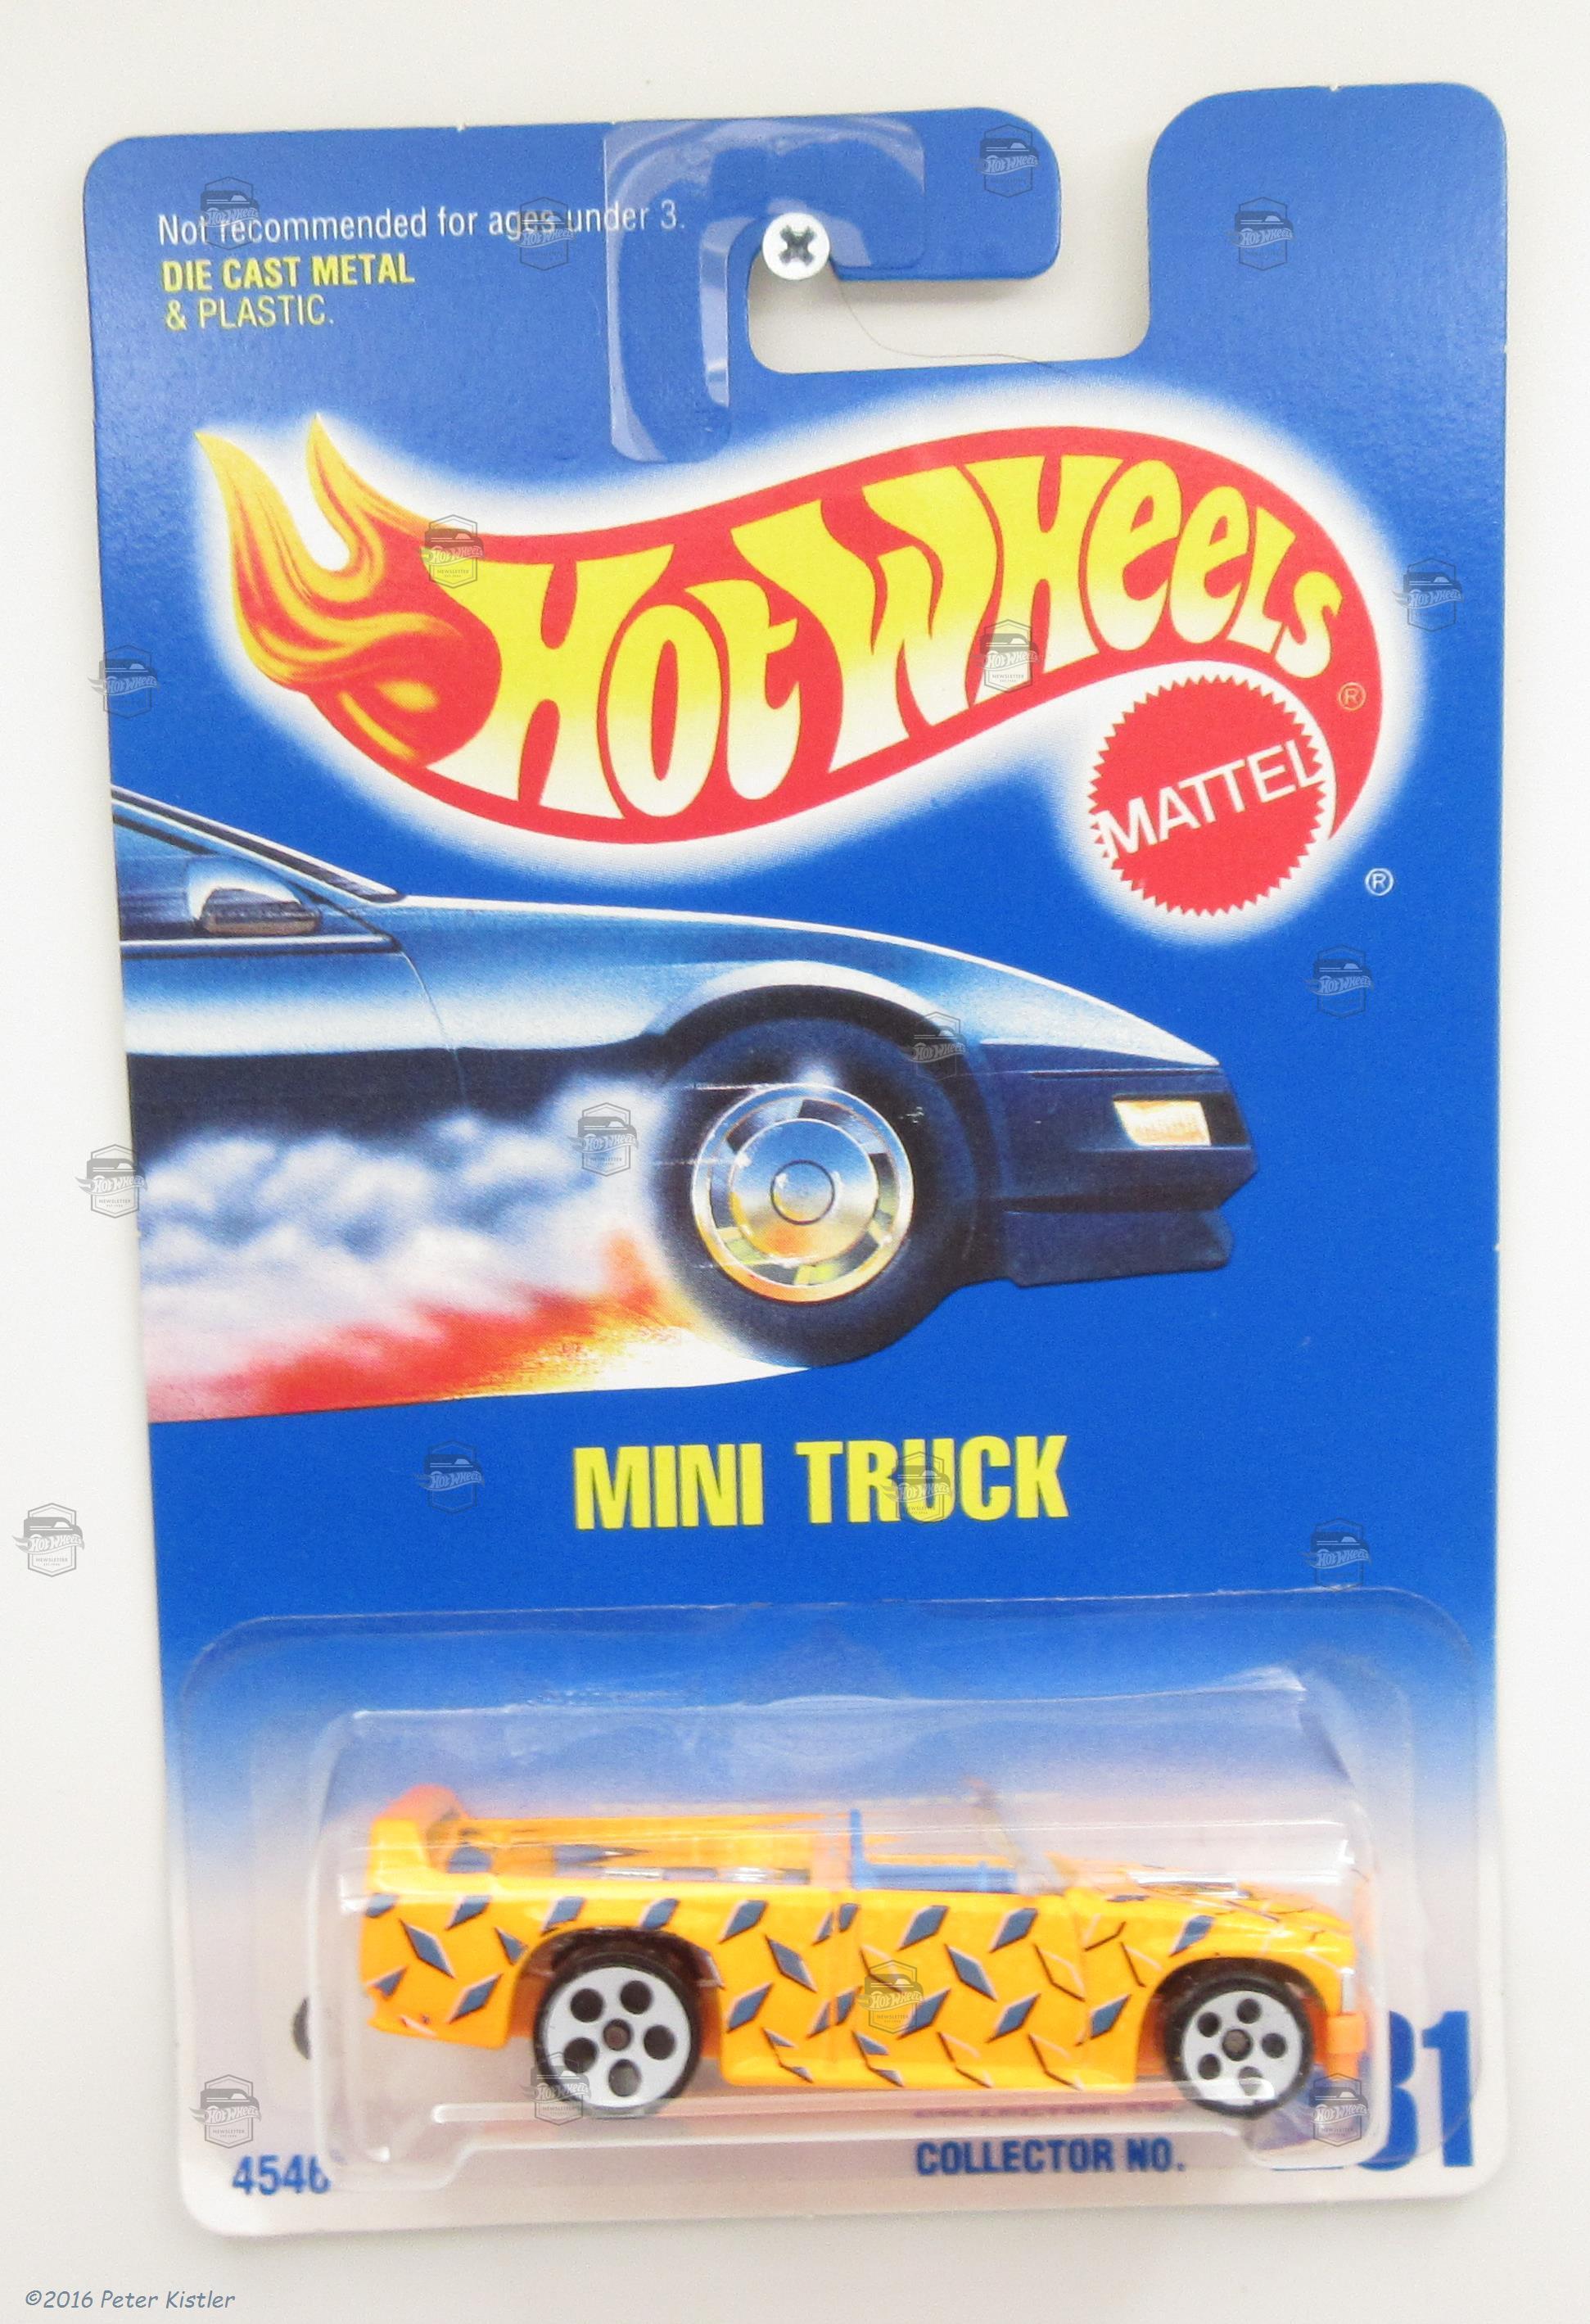 Not recommended for ages under 3.
DIE CAST METAL
& PLASTIC.
Hot Wheels ®
MATTEL
®
MINI TRUCK
COLLECTOR NO.
©2016 Peter Kistler